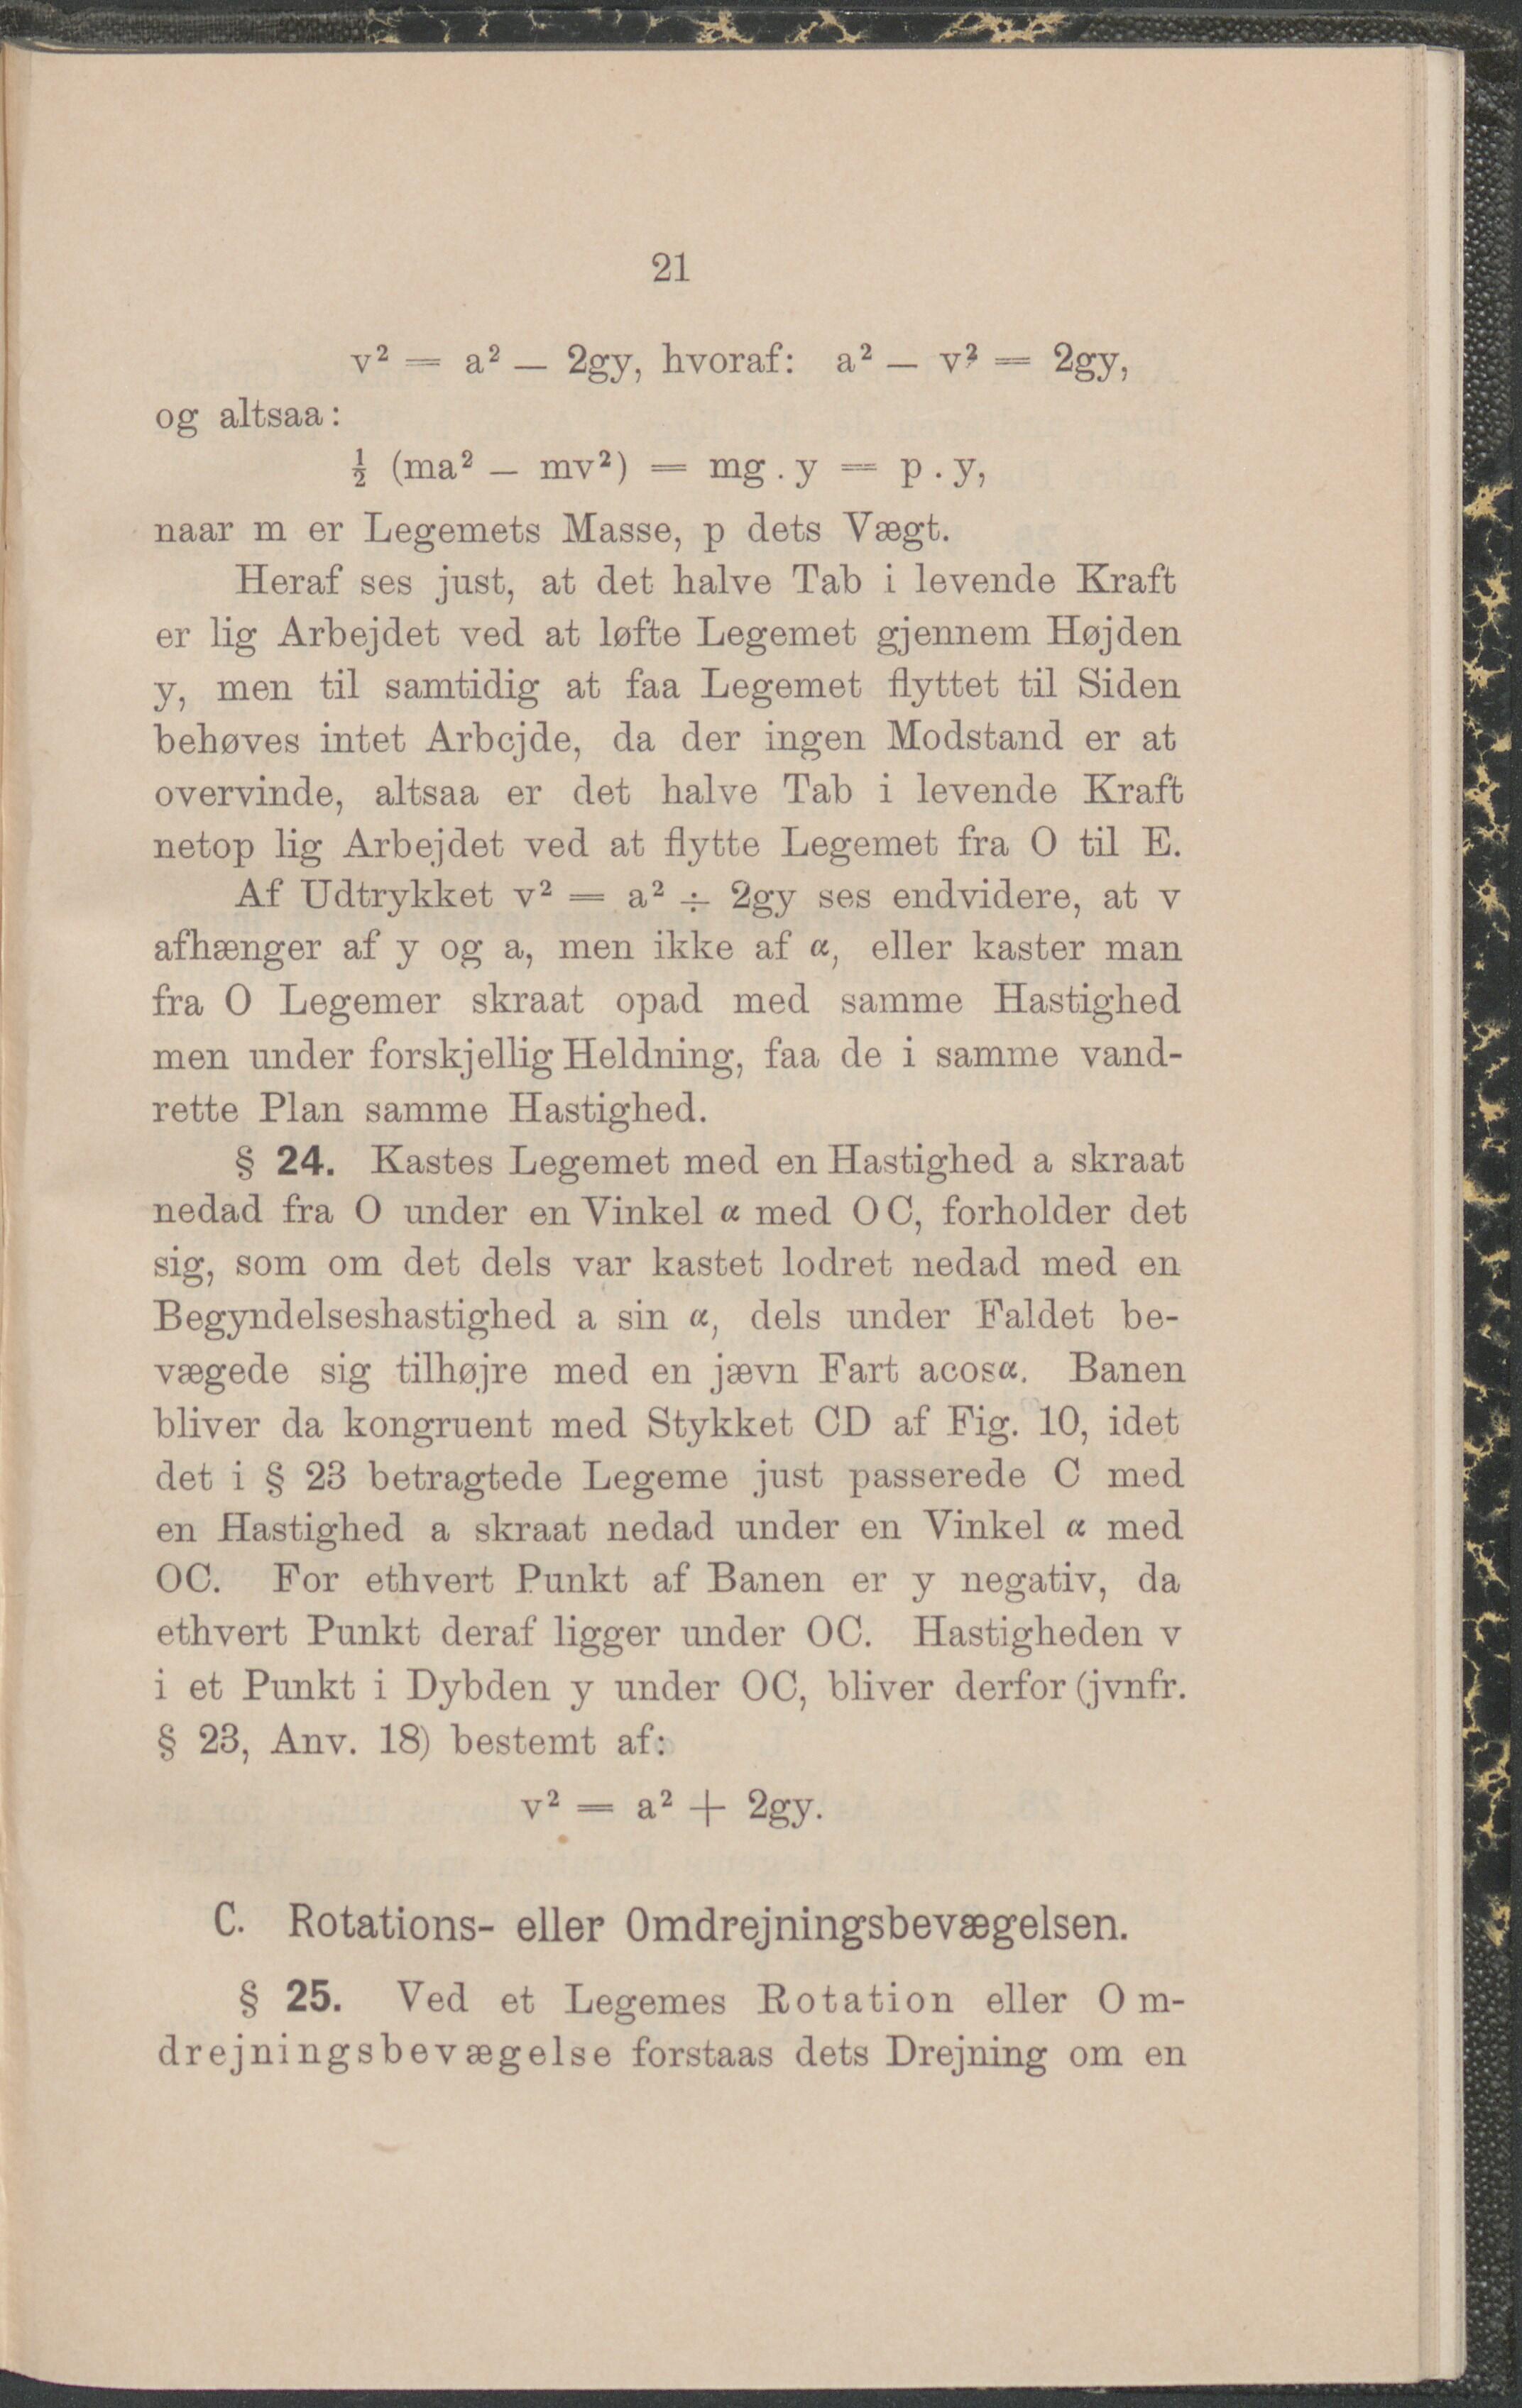 21
v² = a² — 2gy, hvoraf: a² — v² = 2gy,
og altsaa:
½ (ma² — mv²) = mg . y = p . y,
naar m er Legemets Masse, p dets Vægt.
Heraf ses just, at det halve Tab i levende Kraft
er lig Arbejdet ved at løfte Legemet gjennem Højden
y, men til samtidig at faa Legemet flyttet til Siden
behøves intet Arbcjde, da der ingen Modstand er at
overvinde, altsaa er det halve Tab i levende Kraft
netop lig Arbejdet ved at flytte Legemet fra O til E.
Af Udtrykket v² = a² ÷ 2gy ses endvidere, at v
afhænger af y og a, men ikke af α, eller kaster man
fra O Legemer skraat opad med samme Hastighed
men under forskjellig Heldning, faa de i samme vand-
rette Plan samme Hastighed.
§ 24. Kastes Legemet med en Hastighed a skraat
nedad fra O under en Vinkel α med OC, forholder det
sig, som om det dels var kastet lodret nedad med en
Begyndelseshastighed a sin α, dels under Faldet be-
vægede sig tilhøjre med en jævn Fart acosα. Banen
bliver da kongruent med Stykket CD af Fig. 10, idet
det i § 23 betragtede Legeme just passerede C med
en Hastighed a skraat nedad under en Vinkel α med
OC. For ethvert Punkt af Banen er y negativ, da
ethvert Punkt deraf ligger under OC. Hastigheden v
i et Punkt i Dybden y under OC, bliver derfor (jvnfr.
§ 23, Anv. 18) bestemt af:
v² = a² + 2gy.
C. Rotations- eller Omdrejningsbevægelsen.
§ 25. Ved et Legemes Rotation eller Om-
drejningsbevægelse forstaas dets Drejning om en